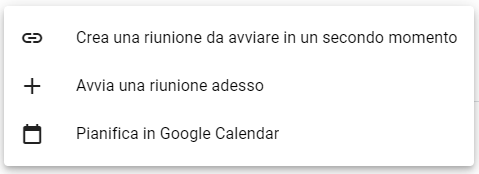 Crea una riunione da avviare in un secondo momento
Avvia una riunione adesso
Pianifica in Google Calendar